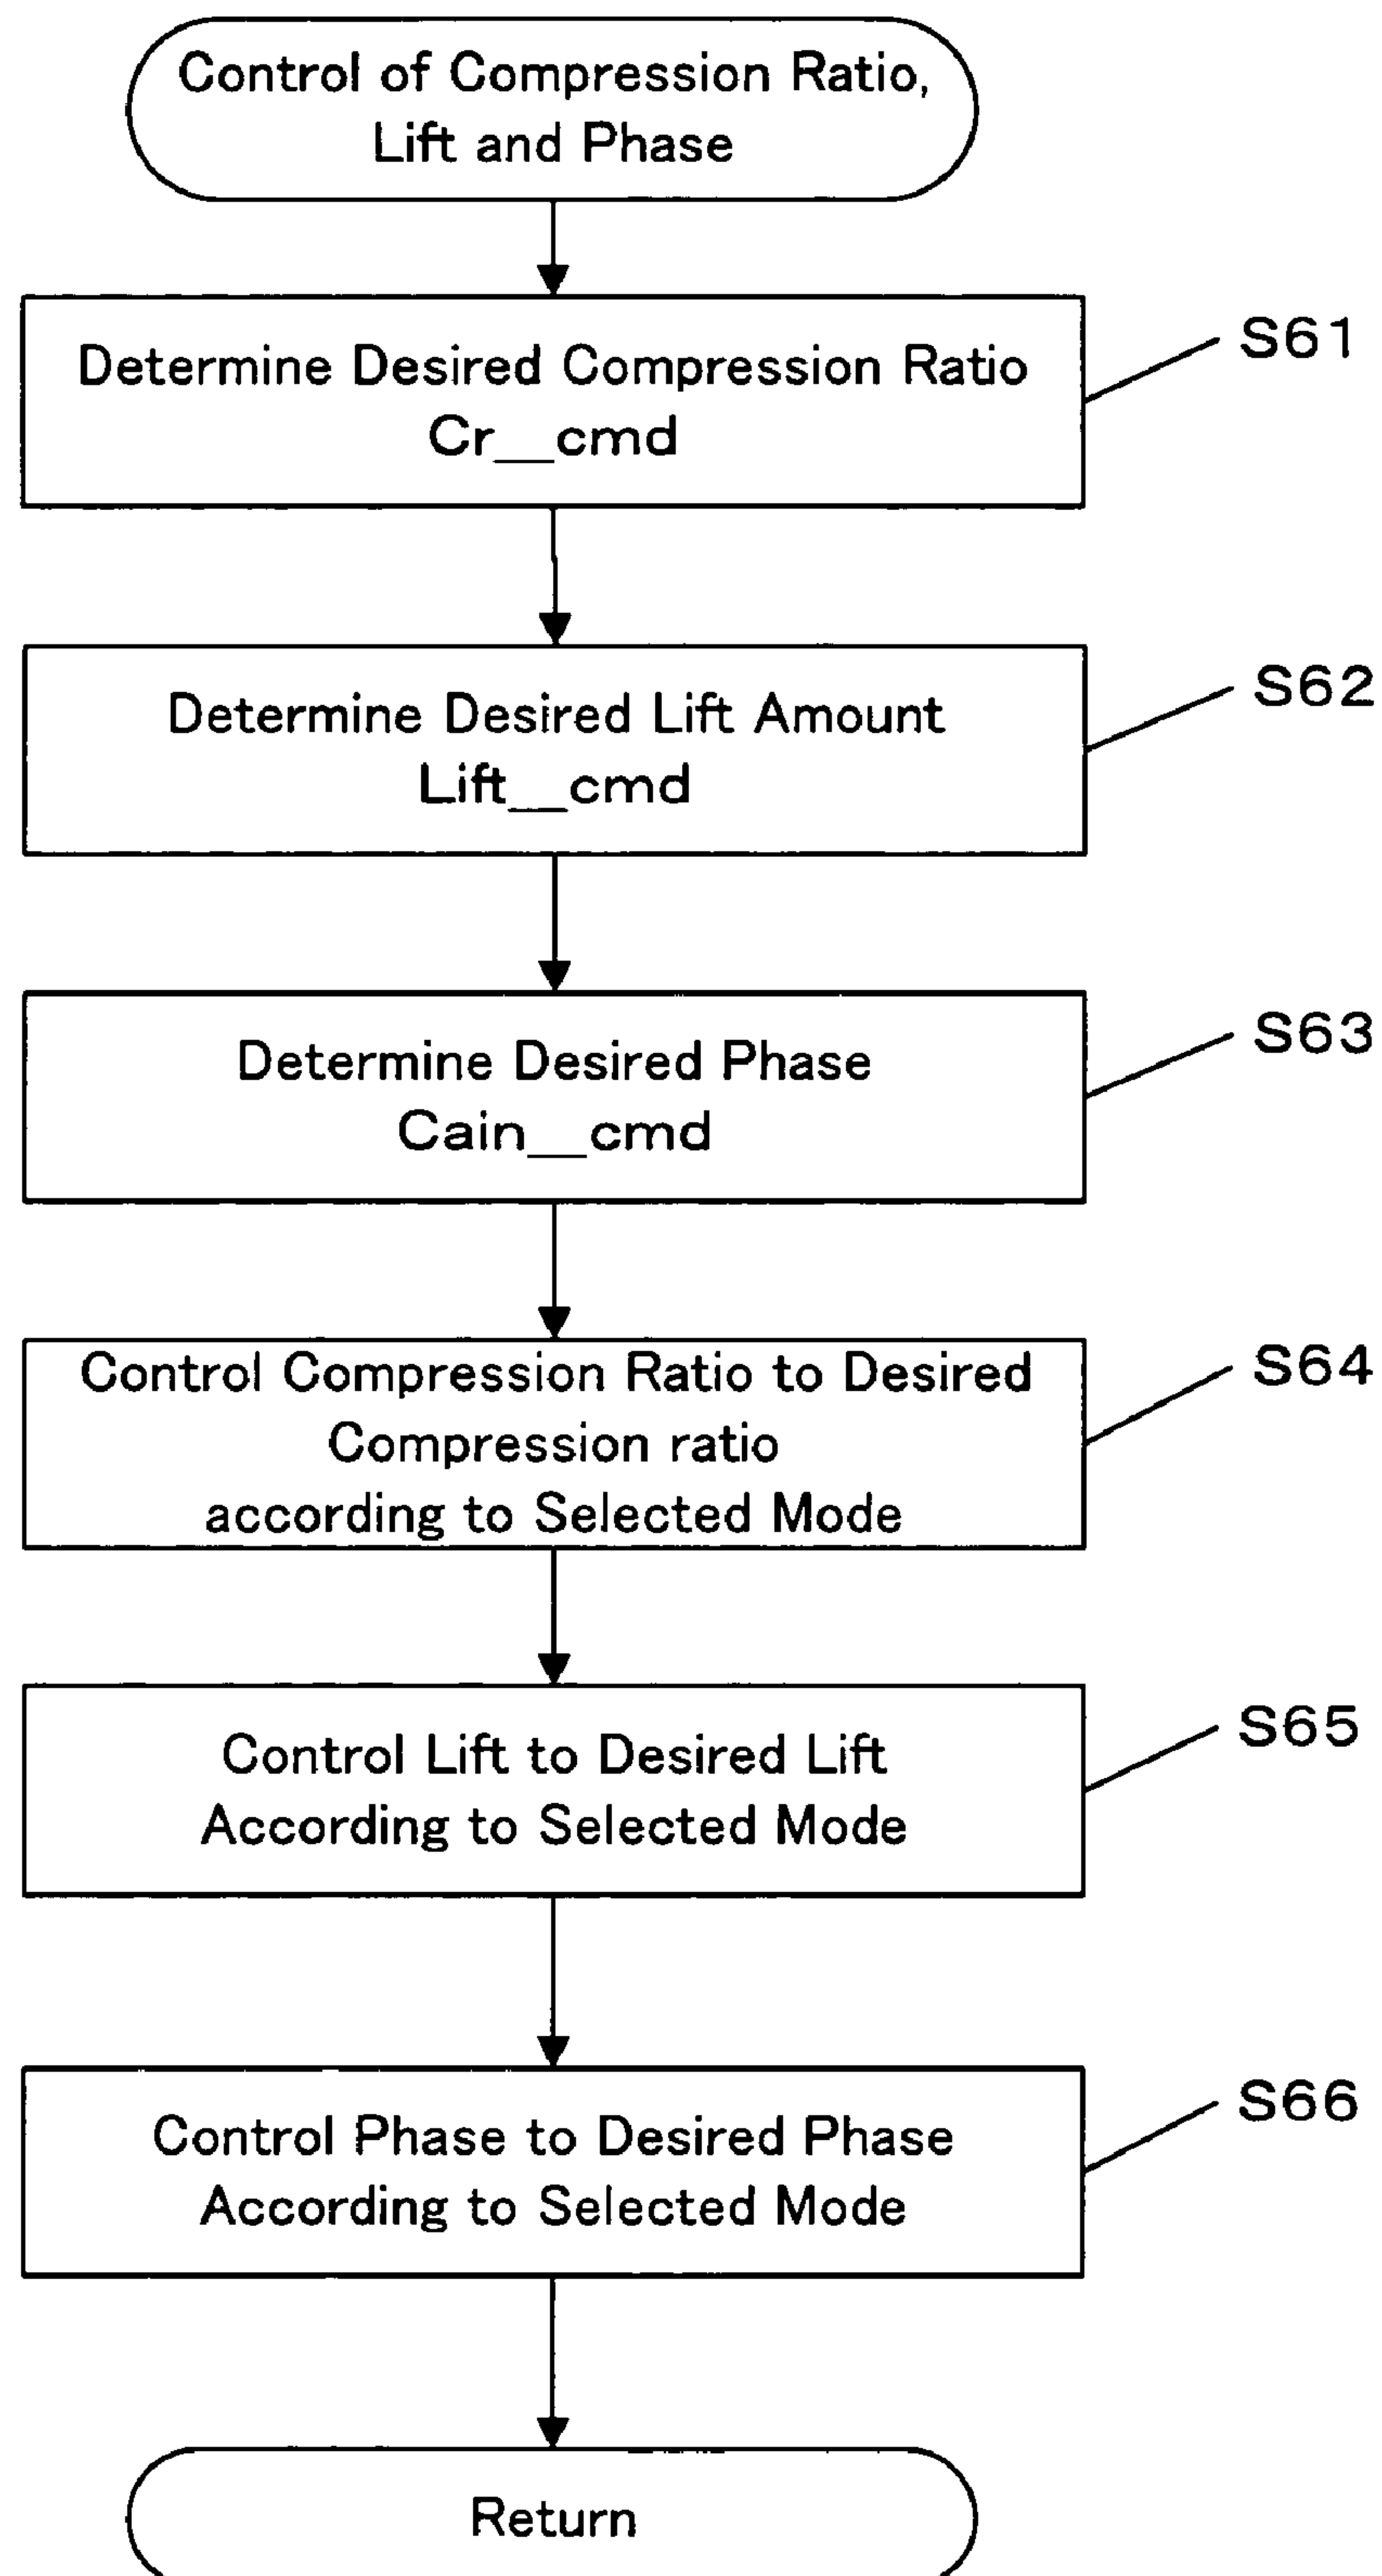 Control of Compression Ratio,
Lift and Phase
Determine Desired Compression Ratio
Cr__cmd
S61
Determine Desired Lift Amount
Lift__cmd
S62
Determine Desired Phase
Cain__cmd
S63
Control Compression Ratio to Desired
Compression ratio
according to Selected Mode
S64
Control Lift to Desired Lift
According to Selected Mode
S65
Control Phase to Desired Phase
According to Selected Mode
S66
Return